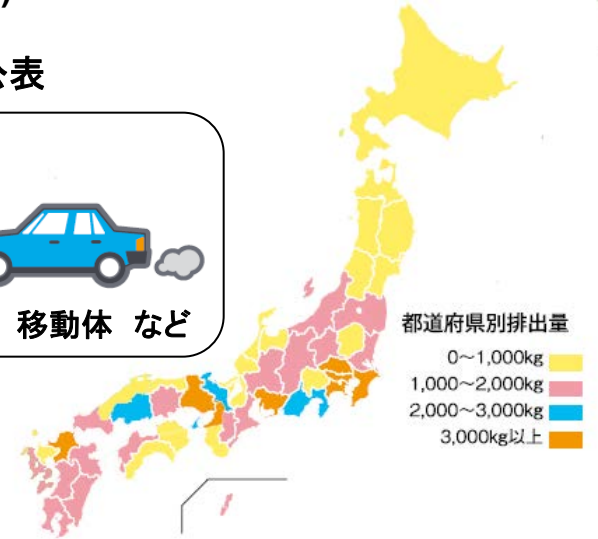 表
移動体 など
都道府県別排出量
0～1,000kg
1,000～2,000kg
2,000～3,000kg
3,000kg以上